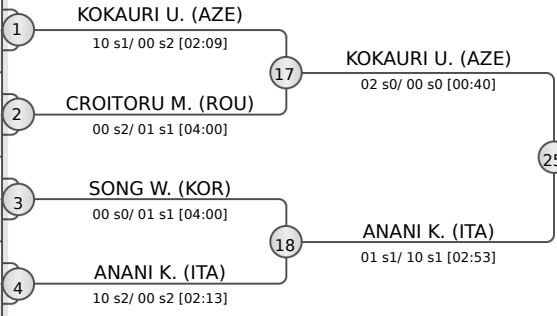 KOKAURI U. (AZE)
1
10 s1/ 00 s2 [02:09]
KOKAURI U. (AZE)
17
02 s0/ 00 s0 [00:40]
CROITORU M. (ROU)
2
00 s2/ 01 s1 [04:00]
25
SONG W. (KOR)
3
00 s0/ 01 s1 [04:00]
ANANI K. (ITA)
18
01 s1/ 10 s1 [02:53]
ANANI K. (ITA)
4
10 s2/ 00 s2 [02:13]